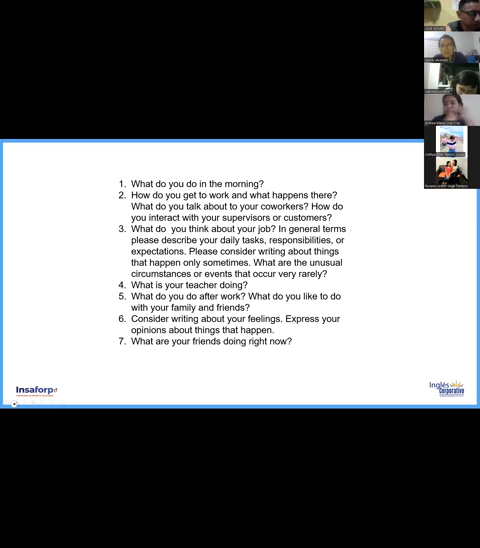 1. What do you do in the morning?
2. How do you get to work and what happens there?
What do you talk about to your coworkers? How do
you interact with your supervisors or customers?
3. What do  you think about your job? In general terms
please describe your daily tasks, responsibilities, or
expectations. Please consider writing about things
that happen only sometimes. What are the unusual
circumstances or events that occur very rarely?
4. What is your teacher doing?
5. What do you do after work? What do you like to do
with your family and friends?
6. Consider writing about your feelings. Express your
opinions about things that happen.
7. What are your friends doing right now?
Insaforp
Inglés
Corporativo